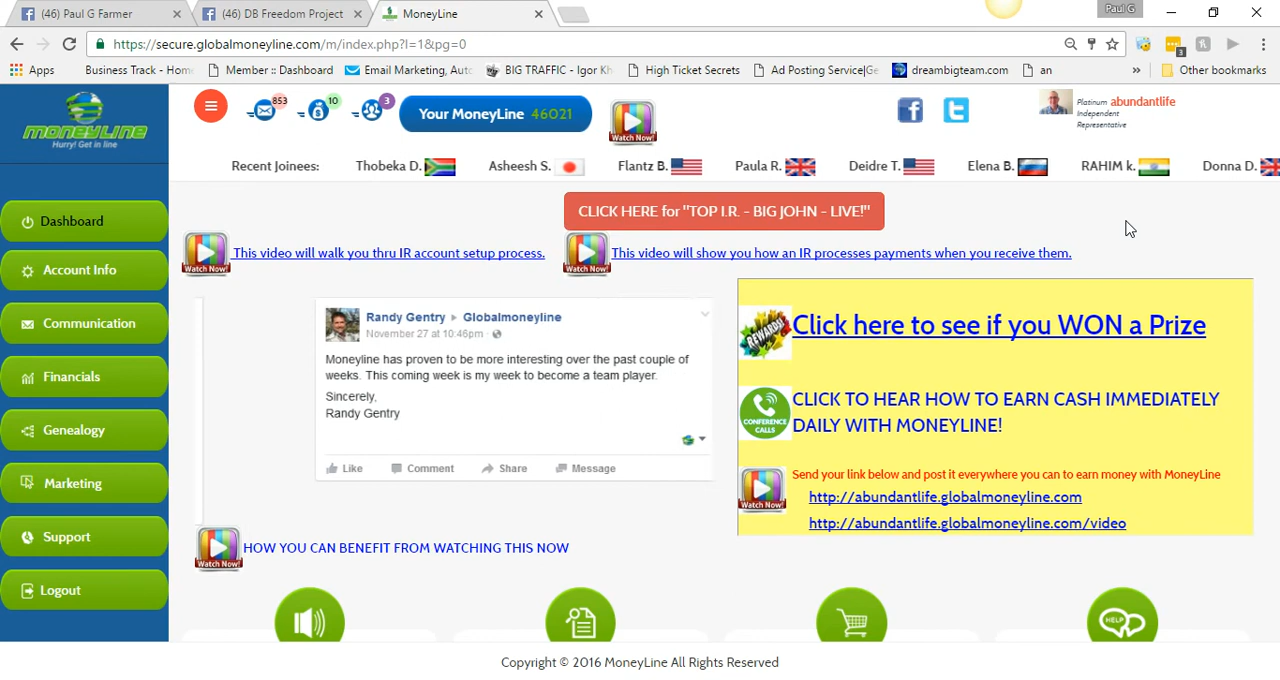 (46) Paul G Farmer
(46) DB Freedom Project
MoneyLine
Paul G
https://secure.globalmoneyline.com/m/index.php?l=1&pg=0
3
Apps
Business Track - Hom
Member :: Dashboard
Email Marketing, Aut
BIG TRAFFIC - Igor Kh
High Ticket Secrets
Ad Posting Service|Ge
dreambigteam.com
an
»
Other bookmarks
MONEYLINE
Hurry! Get in line
853
10
3
Your MoneyLine 46021
Watch Now!
Platinum abundantlife
Independent
Representative
Recent Joinees: Thobeka D. Asheesh S. Flantz B. Paula R. Deidre T. Elena B. RAHIM k. Donna D.
CLICK HERE for "TOP I.R. - BIG JOHN - LIVE!"
Watch Now! This video will walk you thru IR account setup process.
Watch Now! This video will show you how an IR processes payments when you receive them.
Dashboard
Account Info
Communication
Financials
Genealogy
Marketing
Support
Logout
Randy Gentry ▸ Globalmoneyline
November 27 at 10:46pm ·
Moneyline has proven to be more interesting over the past couple of
weeks. This coming week is my week to become a team player.
Sincerely,
Randy Gentry
Like Comment Share Message
REWARDS!
Click here to see if you WON a Prize
CONFERENCE
CALLS
CLICK TO HEAR HOW TO EARN CASH IMMEDIATELY
DAILY WITH MONEYLINE!
Watch Now!
Send your link below and post it everywhere you can to earn money with MoneyLine
http://abundantlife.globalmoneyline.com
http://abundantlife.globalmoneyline.com/video
Watch Now! HOW YOU CAN BENEFIT FROM WATCHING THIS NOW
HELP
Copyright © 2016 MoneyLine All Rights Reserved